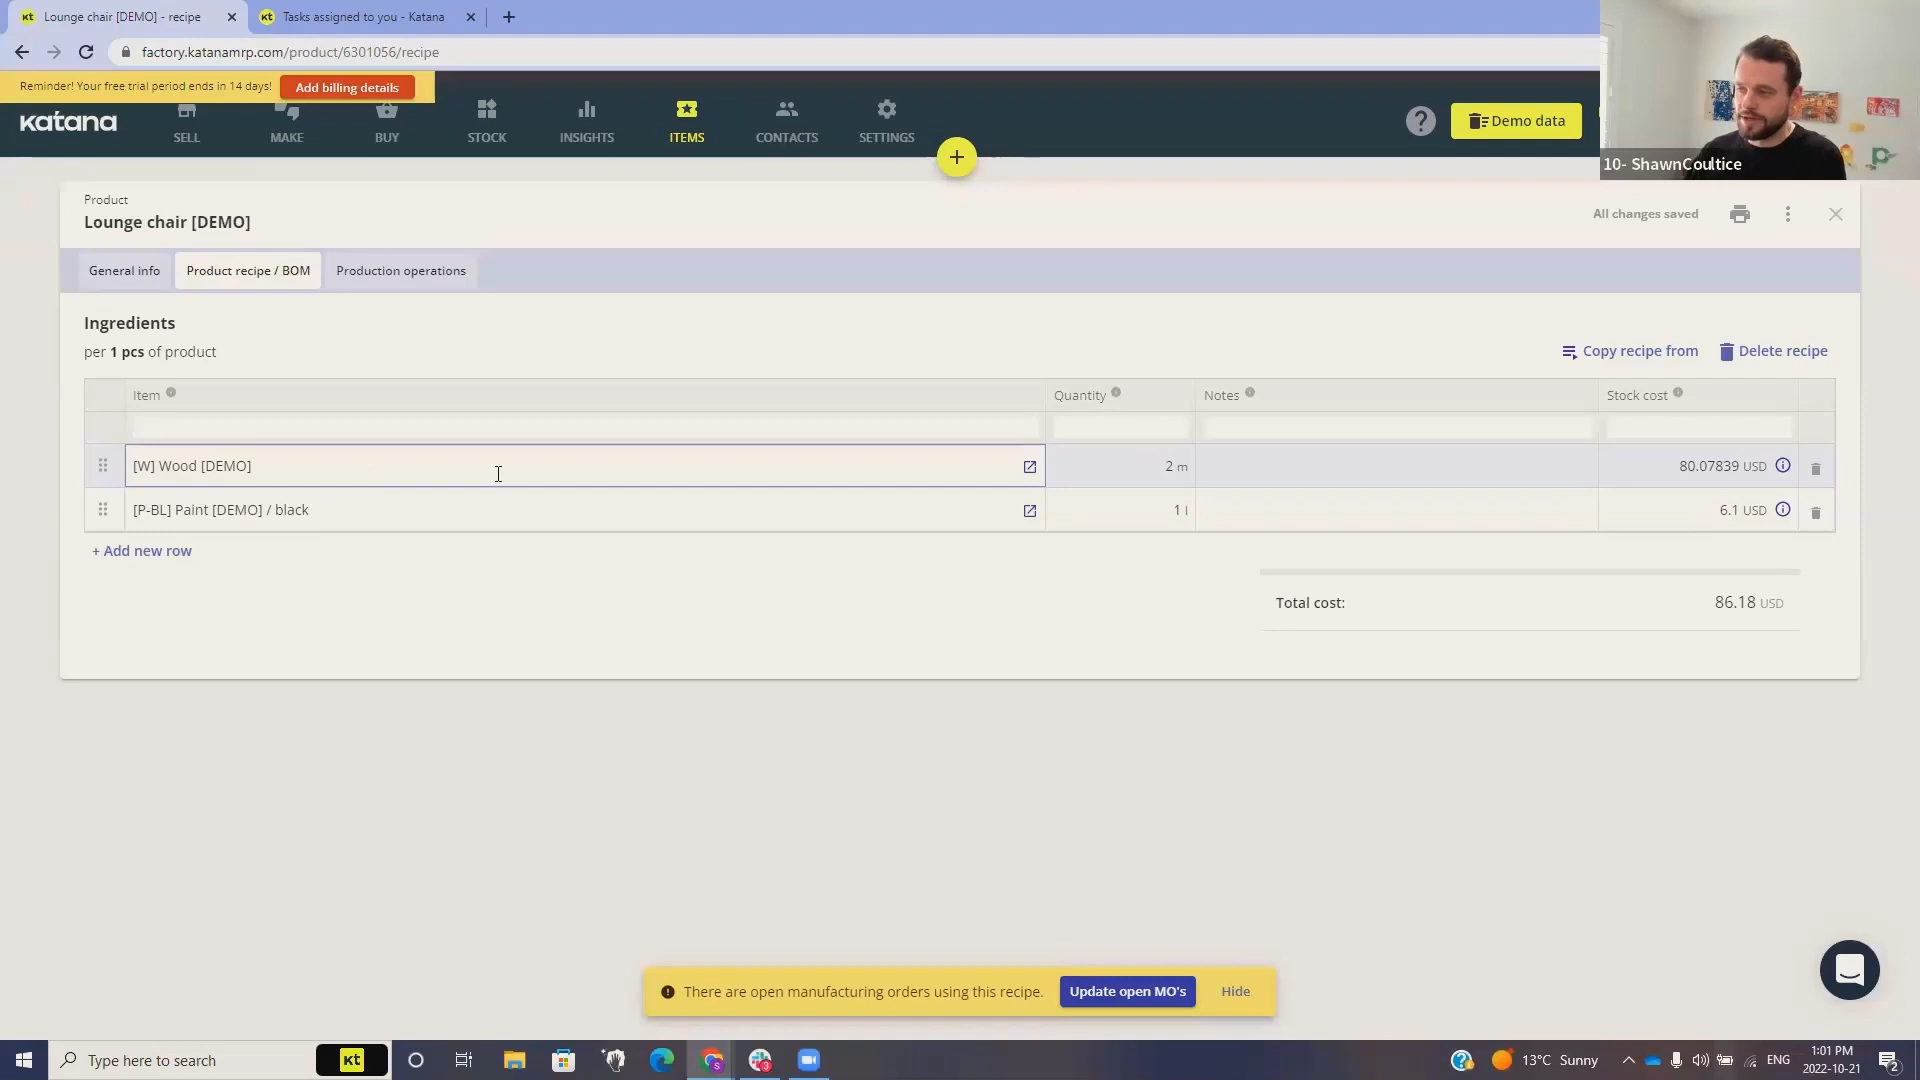 Lounge chair [DEMO] - recipe
Tasks assigned to you - Katana
factory.katanamrp.com/product/6301056/recipe
Reminder! Your free trial period ends in 14 days!
Add billing details
katana
SELL
MAKE
BUY
STOCK
INSIGHTS
ITEMS
CONTACTS
SETTINGS
Demo data
10- ShawnCoultice
Product
Lounge chair [DEMO]
All changes saved
General info
Product recipe / BOM
Production operations
Ingredients
per 1 pcs of product
Copy recipe from
Delete recipe
Item
Quantity
Notes
Stock cost
[W] Wood [DEMO]
2 m
80.07839 USD
[P-BL] Paint [DEMO] / black
1 l
6.1 USD
+ Add new row
Total cost:
86.18 USD
There are open manufacturing orders using this recipe.
Update open MO's
Hide
Type here to search
13°C Sunny
ENG
1:01 PM
2022-10-21